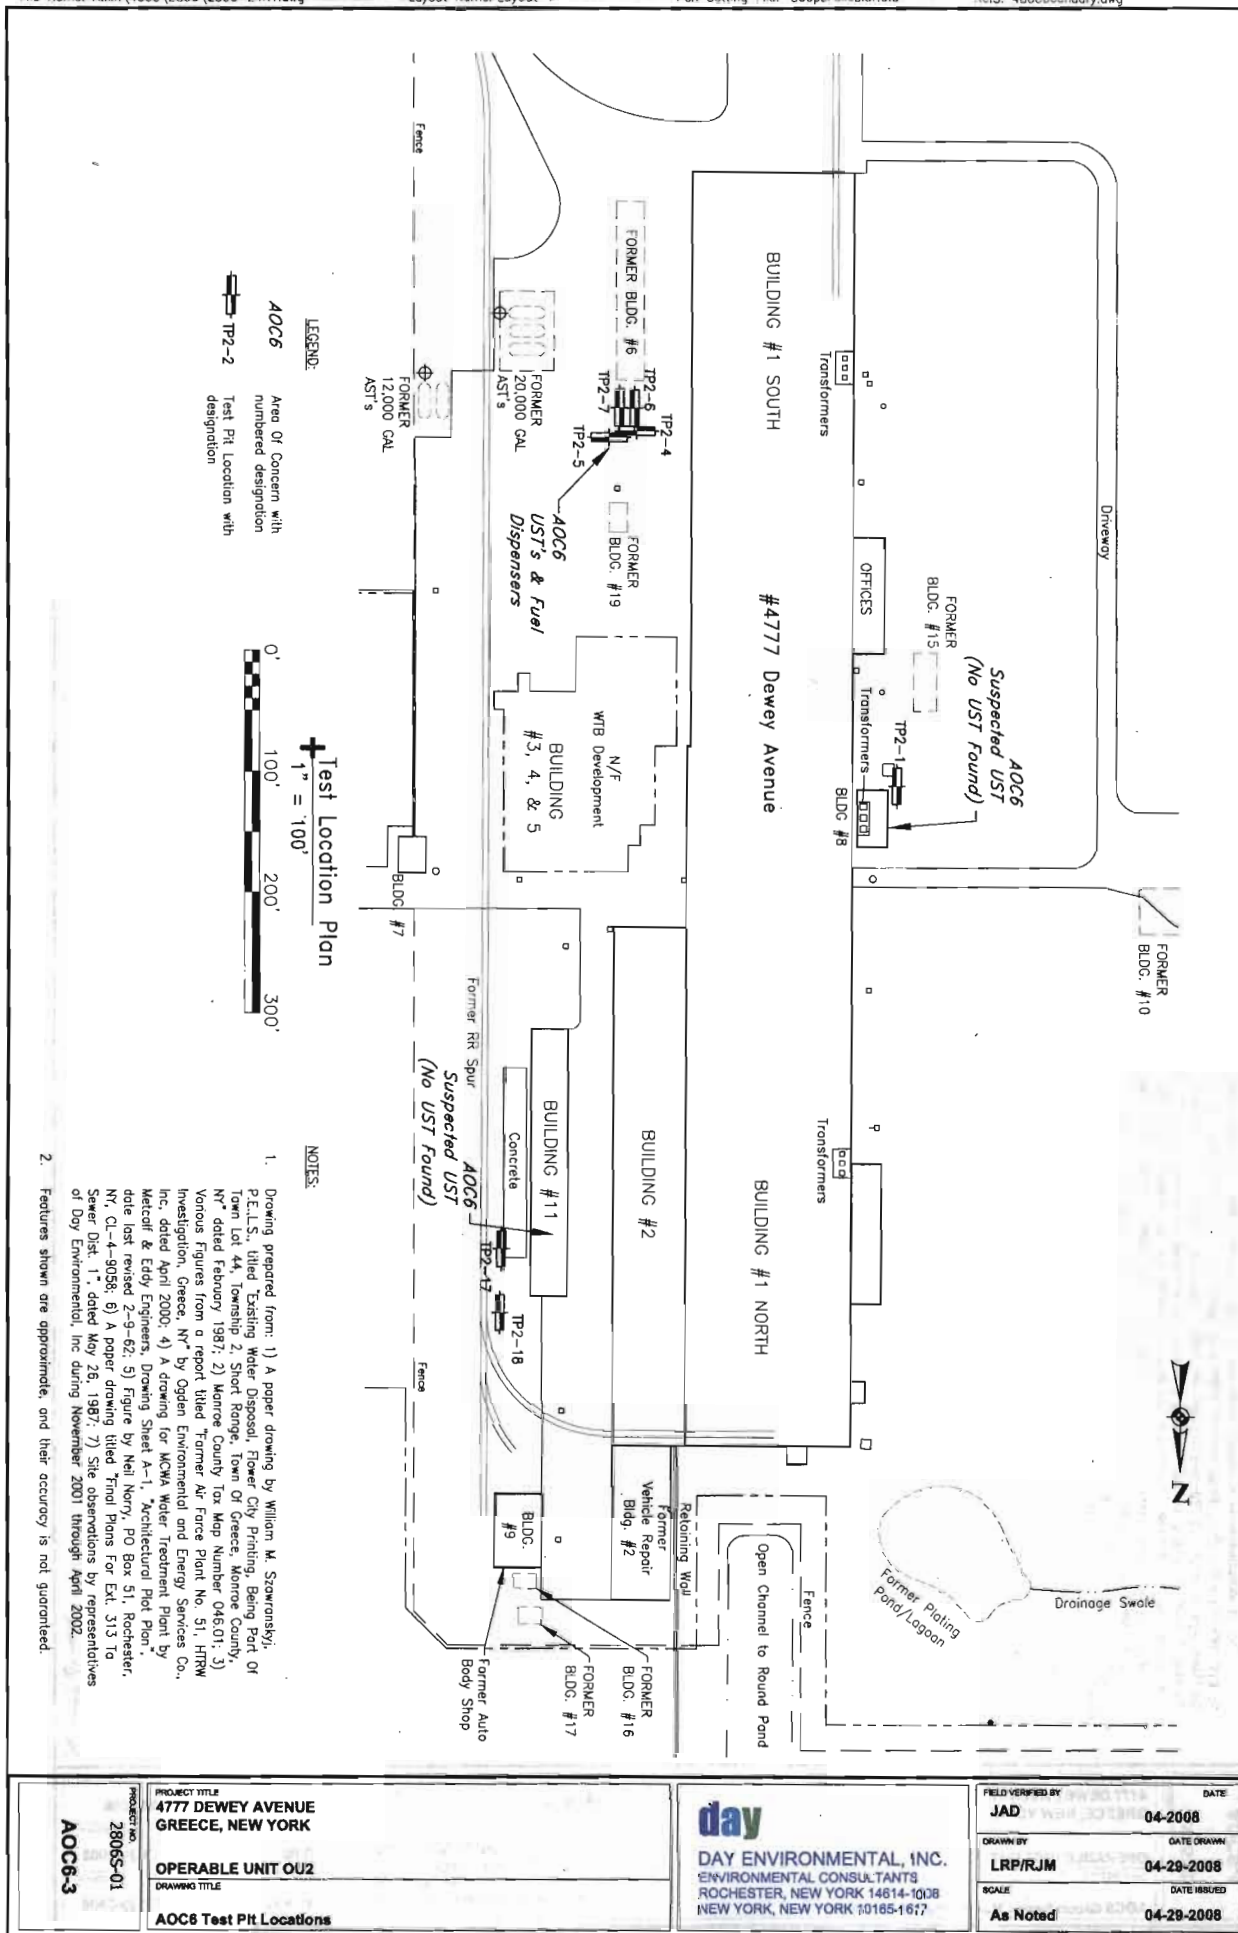 Driveway
FORMER
BLDG. #10
FORMER
BLDG. #15
AOC6
Suspected UST
(No UST Found)
TP2-1
OFFICES
Transformers
Transformers
BLDG #8
Transformers
BUILDING #1 SOUTH
#4777 Dewey Avenue
BUILDING #1 NORTH
N
Drainage Swale
Former Plating
Pond/Lagoon
FORMER BLDG. #6
TP2-6
TP2-7
TP2-4
TP2-5
AOC6
UST's & Fuel
Dispensers
FORMER
BLDG. #19
N/F
WTB Development
BUILDING
#3, 4, & 5
BUILDING #2
Former
Vehicle Repair
Bldg. #2
Retaining Wall
Fence
Open Channel to Round Pond
FORMER
20,000 GAL
AST's
FORMER
12,000 GAL
AST's
Fence
BLDG. #7
Former RR Spur
BUILDING #11
Concrete
AOC6
Suspected UST
(No UST Found)
TP2-17
TP2-18
Fence
BLDG.
#9
FORMER
BLDG. #16
FORMER
BLDG. #17
Former Auto
Body Shop
LEGEND:
AOC6
Area Of Concern with
numbered designation
TP2-2
Test Pit Location with
designation
Test Location Plan
1" = 100'
0'
100'
200'
300'
NOTES:
1. Drawing prepared from: 1) A paper drawing by William M. Szawranskyj,
P.E.,L.S., titled "Existing Water Disposal, Flower City Printing, Being Part Of
Town Lot 44, Township 2, Short Range, Town Of Greece, Monroe County,
NY" dated February 1987; 2) Monroe County Tax Map Number 046.01; 3)
Various Figures from a report titled "Former Air Force Plant No. 51, HTRW
Investigation, Greece, NY" by Ogden Environmental and Energy Services Co.,
Inc, dated April 2000; 4) A drawing for MCWA Water Treatment Plant by
Metcalf & Eddy Engineers, Drawing Sheet A-1, "Architectural Plot Plan",
date last revised 2-9-62; 5) Figure by Neil Norry, PO Box 51, Rochester,
NY, CL-4-9058; 6) A paper drawing titled "Final Plans For Ext. 313 To
Sewer Dist. 1", dated May 26, 1987; 7) Site observations by representatives
of Day Environmental, Inc during November 2001 through April 2002.
2. Features shown are approximate, and their accuracy is not guaranteed.
PROJECT NO.
2806S-01
AOC6-3
PROJECT TITLE
4777 DEWEY AVENUE
GREECE, NEW YORK
OPERABLE UNIT OU2
DRAWING TITLE
AOC6 Test Pit Locations
day
DAY ENVIRONMENTAL, INC.
ENVIRONMENTAL CONSULTANTS
ROCHESTER, NEW YORK 14614-1008
NEW YORK, NEW YORK 10165-1617
FIELD VERIFIED BY
JAD
DATE
04-2008
DRAWN BY
LRP/RJM
DATE DRAWN
04-29-2008
SCALE
As Noted
DATE ISSUED
04-29-2008